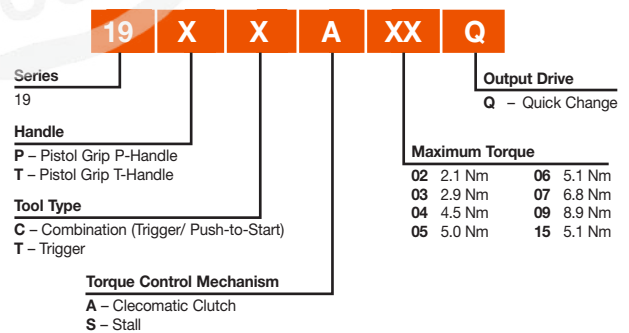 19 X X A XX Q
Series
19
Handle
P – Pistol Grip P-Handle
T – Pistol Grip T-Handle
Tool Type
C – Combination (Trigger/ Push-to-Start)
T – Trigger
Torque Control Mechanism
A – Clecomatic Clutch
S – Stall
Output Drive
Q – Quick Change
Maximum Torque
02 2.1 Nm 06 5.1 Nm
03 2.9 Nm 07 6.8 Nm
04 4.5 Nm 09 8.9 Nm
05 5.0 Nm 15 5.1 Nm